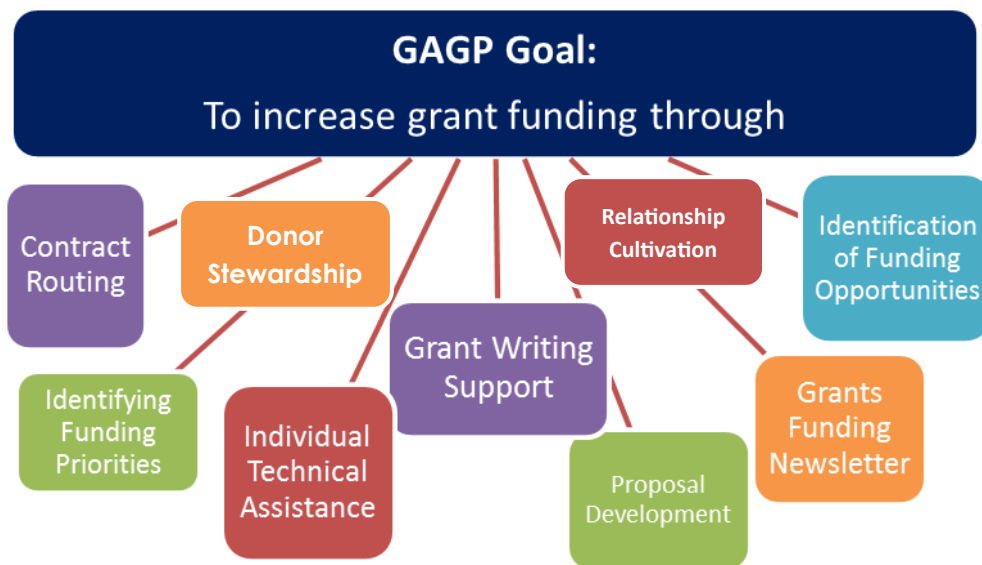 GAGP Goal:
To increase grant funding through
Contract
Routing
Donor
Stewardship
Relationship
Cultivation
Identification
of Funding
Opportunities
Identifying
Funding
Priorities
Individual
Technical
Assistance
Grant Writing
Support
Proposal
Development
Grants
Funding
Newsletter